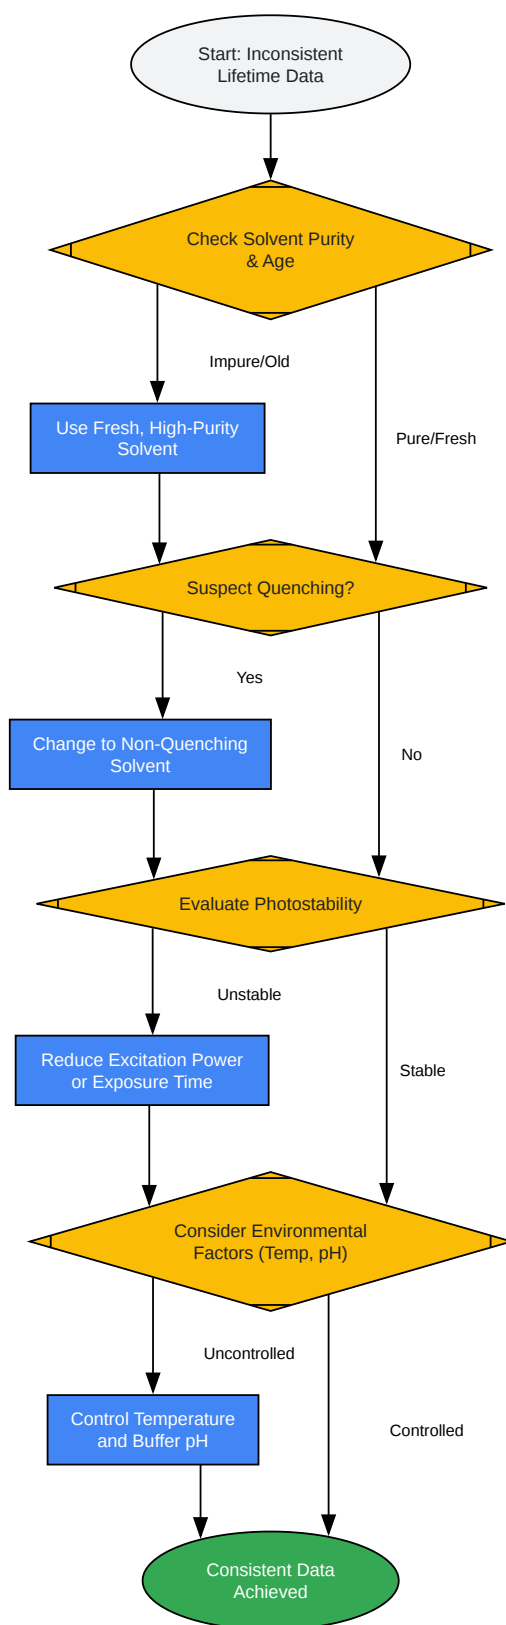 Start: Inconsistent
Lifetime Data
Check Solvent Purity
& Age
Impure/Old
Use Fresh, High-Purity
Solvent
Pure/Fresh
Suspect Quenching?
Yes
Change to Non-Quenching
Solvent
No
Evaluate Photostability
Unstable
Reduce Excitation Power
or Exposure Time
Stable
Consider Environmental
Factors (Temp, pH)
Uncontrolled
Control Temperature
and Buffer pH
Controlled
Consistent Data
Achieved